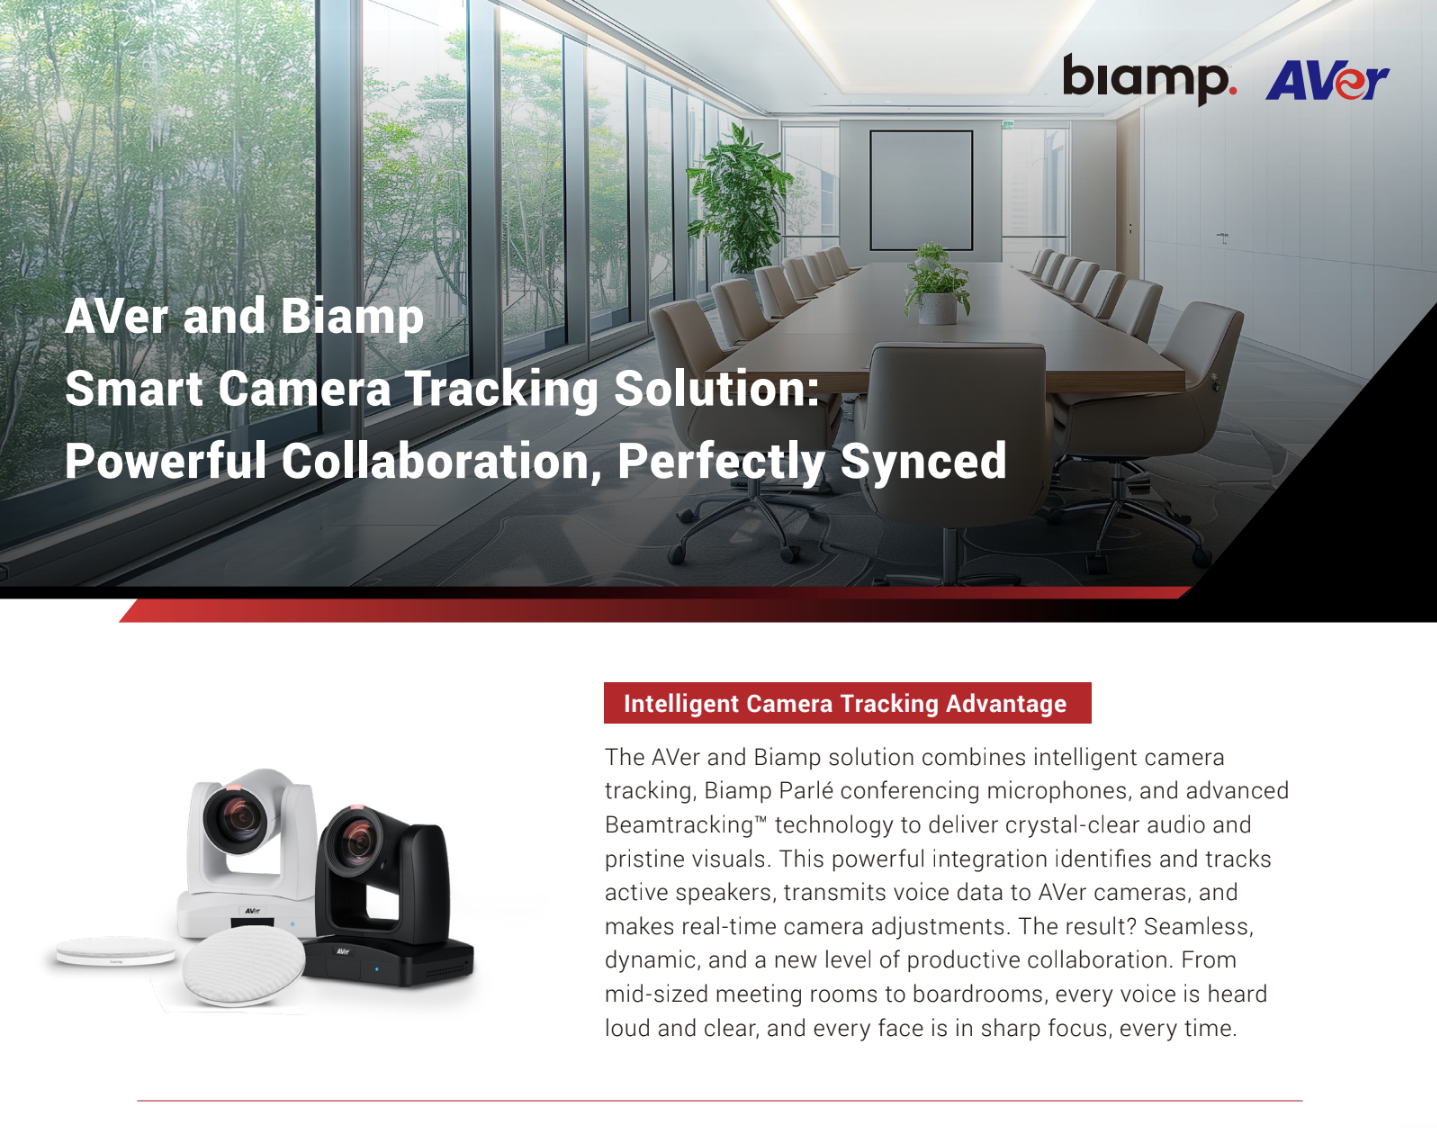 biamp. AVer
AVer and Biamp
Smart Camera Tracking Solution:
Powerful Collaboration, Perfectly Synced
Intelligent Camera Tracking Advantage
The AVer and Biamp solution combines intelligent camera
tracking, Biamp Parlé conferencing microphones, and advanced
Beamtracking™ technology to deliver crystal-clear audio and
pristine visuals. This powerful integration identifies and tracks
active speakers, transmits voice data to AVer cameras, and
makes real-time camera adjustments. The result? Seamless,
dynamic, and a new level of productive collaboration. From
mid-sized meeting rooms to boardrooms, every voice is heard
loud and clear, and every face is in sharp focus, every time.
AVer
AVer